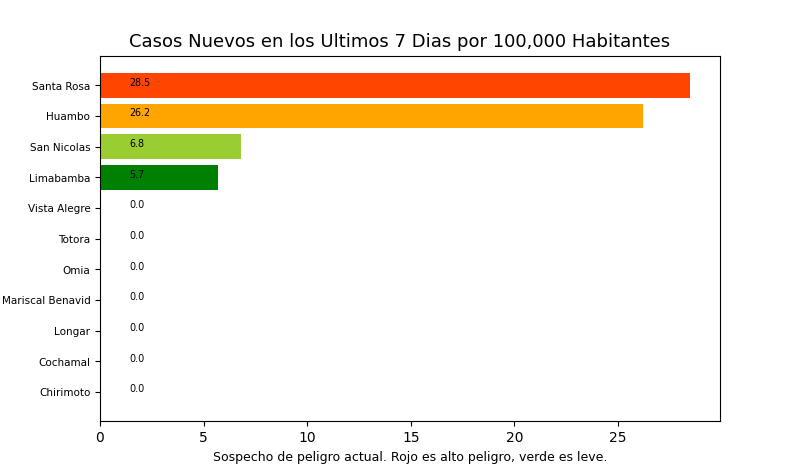 Casos Nuevos en los Ultimos 7 Dias por 100,000 Habitantes
Santa Rosa 28.5
Huambo 26.2
San Nicolas 6.8
Limabamba 5.7
Vista Alegre 0.0
Totora 0.0
Omia 0.0
Mariscal Benavid 0.0
Longar 0.0
Cochamal 0.0
Chirimoto 0.0
0 5 10 15 20 25
Sospecho de peligro actual. Rojo es alto peligro, verde es leve.